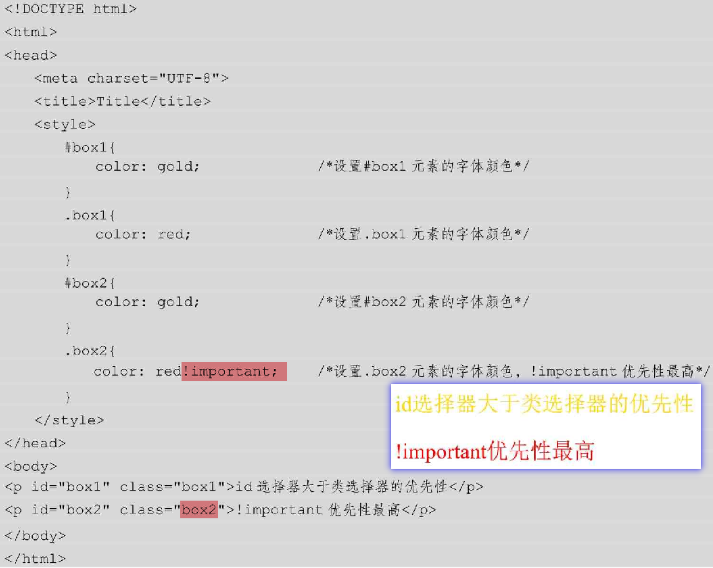 <!DOCTYPE html>
<html>
<head>
<meta charset="UTF-8">
<title>Title</title>
<style>
#box1{
color: gold; /*设置#box1 元素的字体颜色*/
}
.box1{
color: red; /*设置.box1 元素的字体颜色*/
}
#box2{
color: gold; /*设置#box2 元素的字体颜色*/
}
.box2{
color: red!important; /*设置.box2 元素的字体颜色, !important 优先性最高*/
}
id选择器大于类选择器的优先性
</style>
</head>
!important优先性最高
<body>
<p id="box1" class="box1">id 选择器大于类选择器的优先性</p>
<p id="box2" class="box2">!important 优先性最高</p>
</body>
</html>